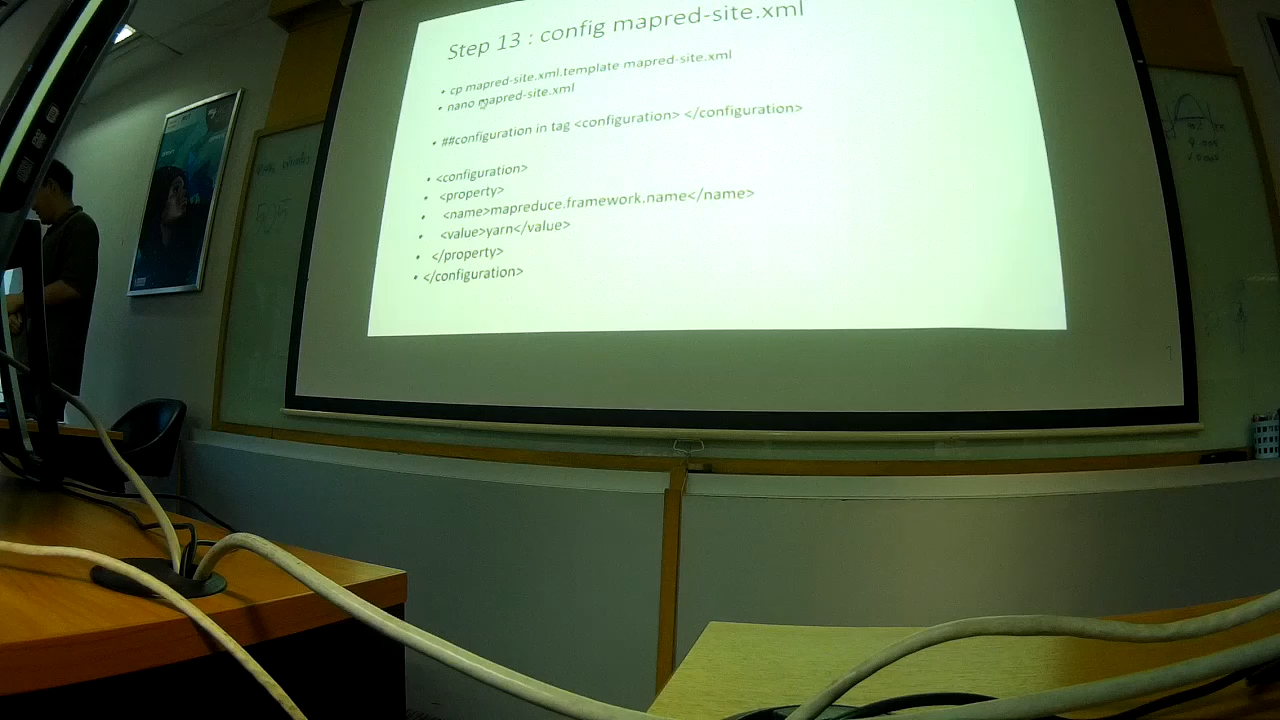 Step 13 : config mapred-site.xml
• cp mapred-site.xml.template mapred-site.xml
• nano mapred-site.xml
• ##configuration in tag <configuration> </configuration>
• <configuration>
• <property>
• <name>mapreduce.framework.name</name>
• <value>yarn</value>
• </property>
• </configuration>